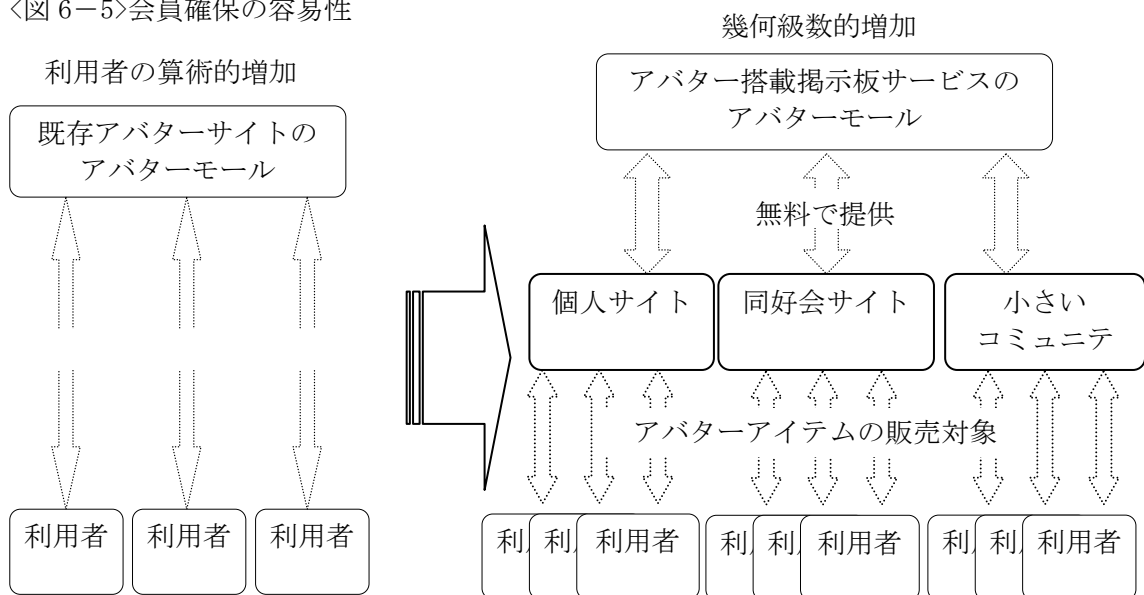 <図 6－5>会員確保の容易性
利用者の算術的増加
既存アバターサイトの
アバターモール
利用者
利用者
利用者
幾何級数的増加
アバター搭載掲示板サービスの
アバターモール
無料で提供
個人サイト
同好会サイト
小さい
コミュニテ
アバターアイテムの販売対象
利
利
利用者
利
利
利用者
利
利
利用者